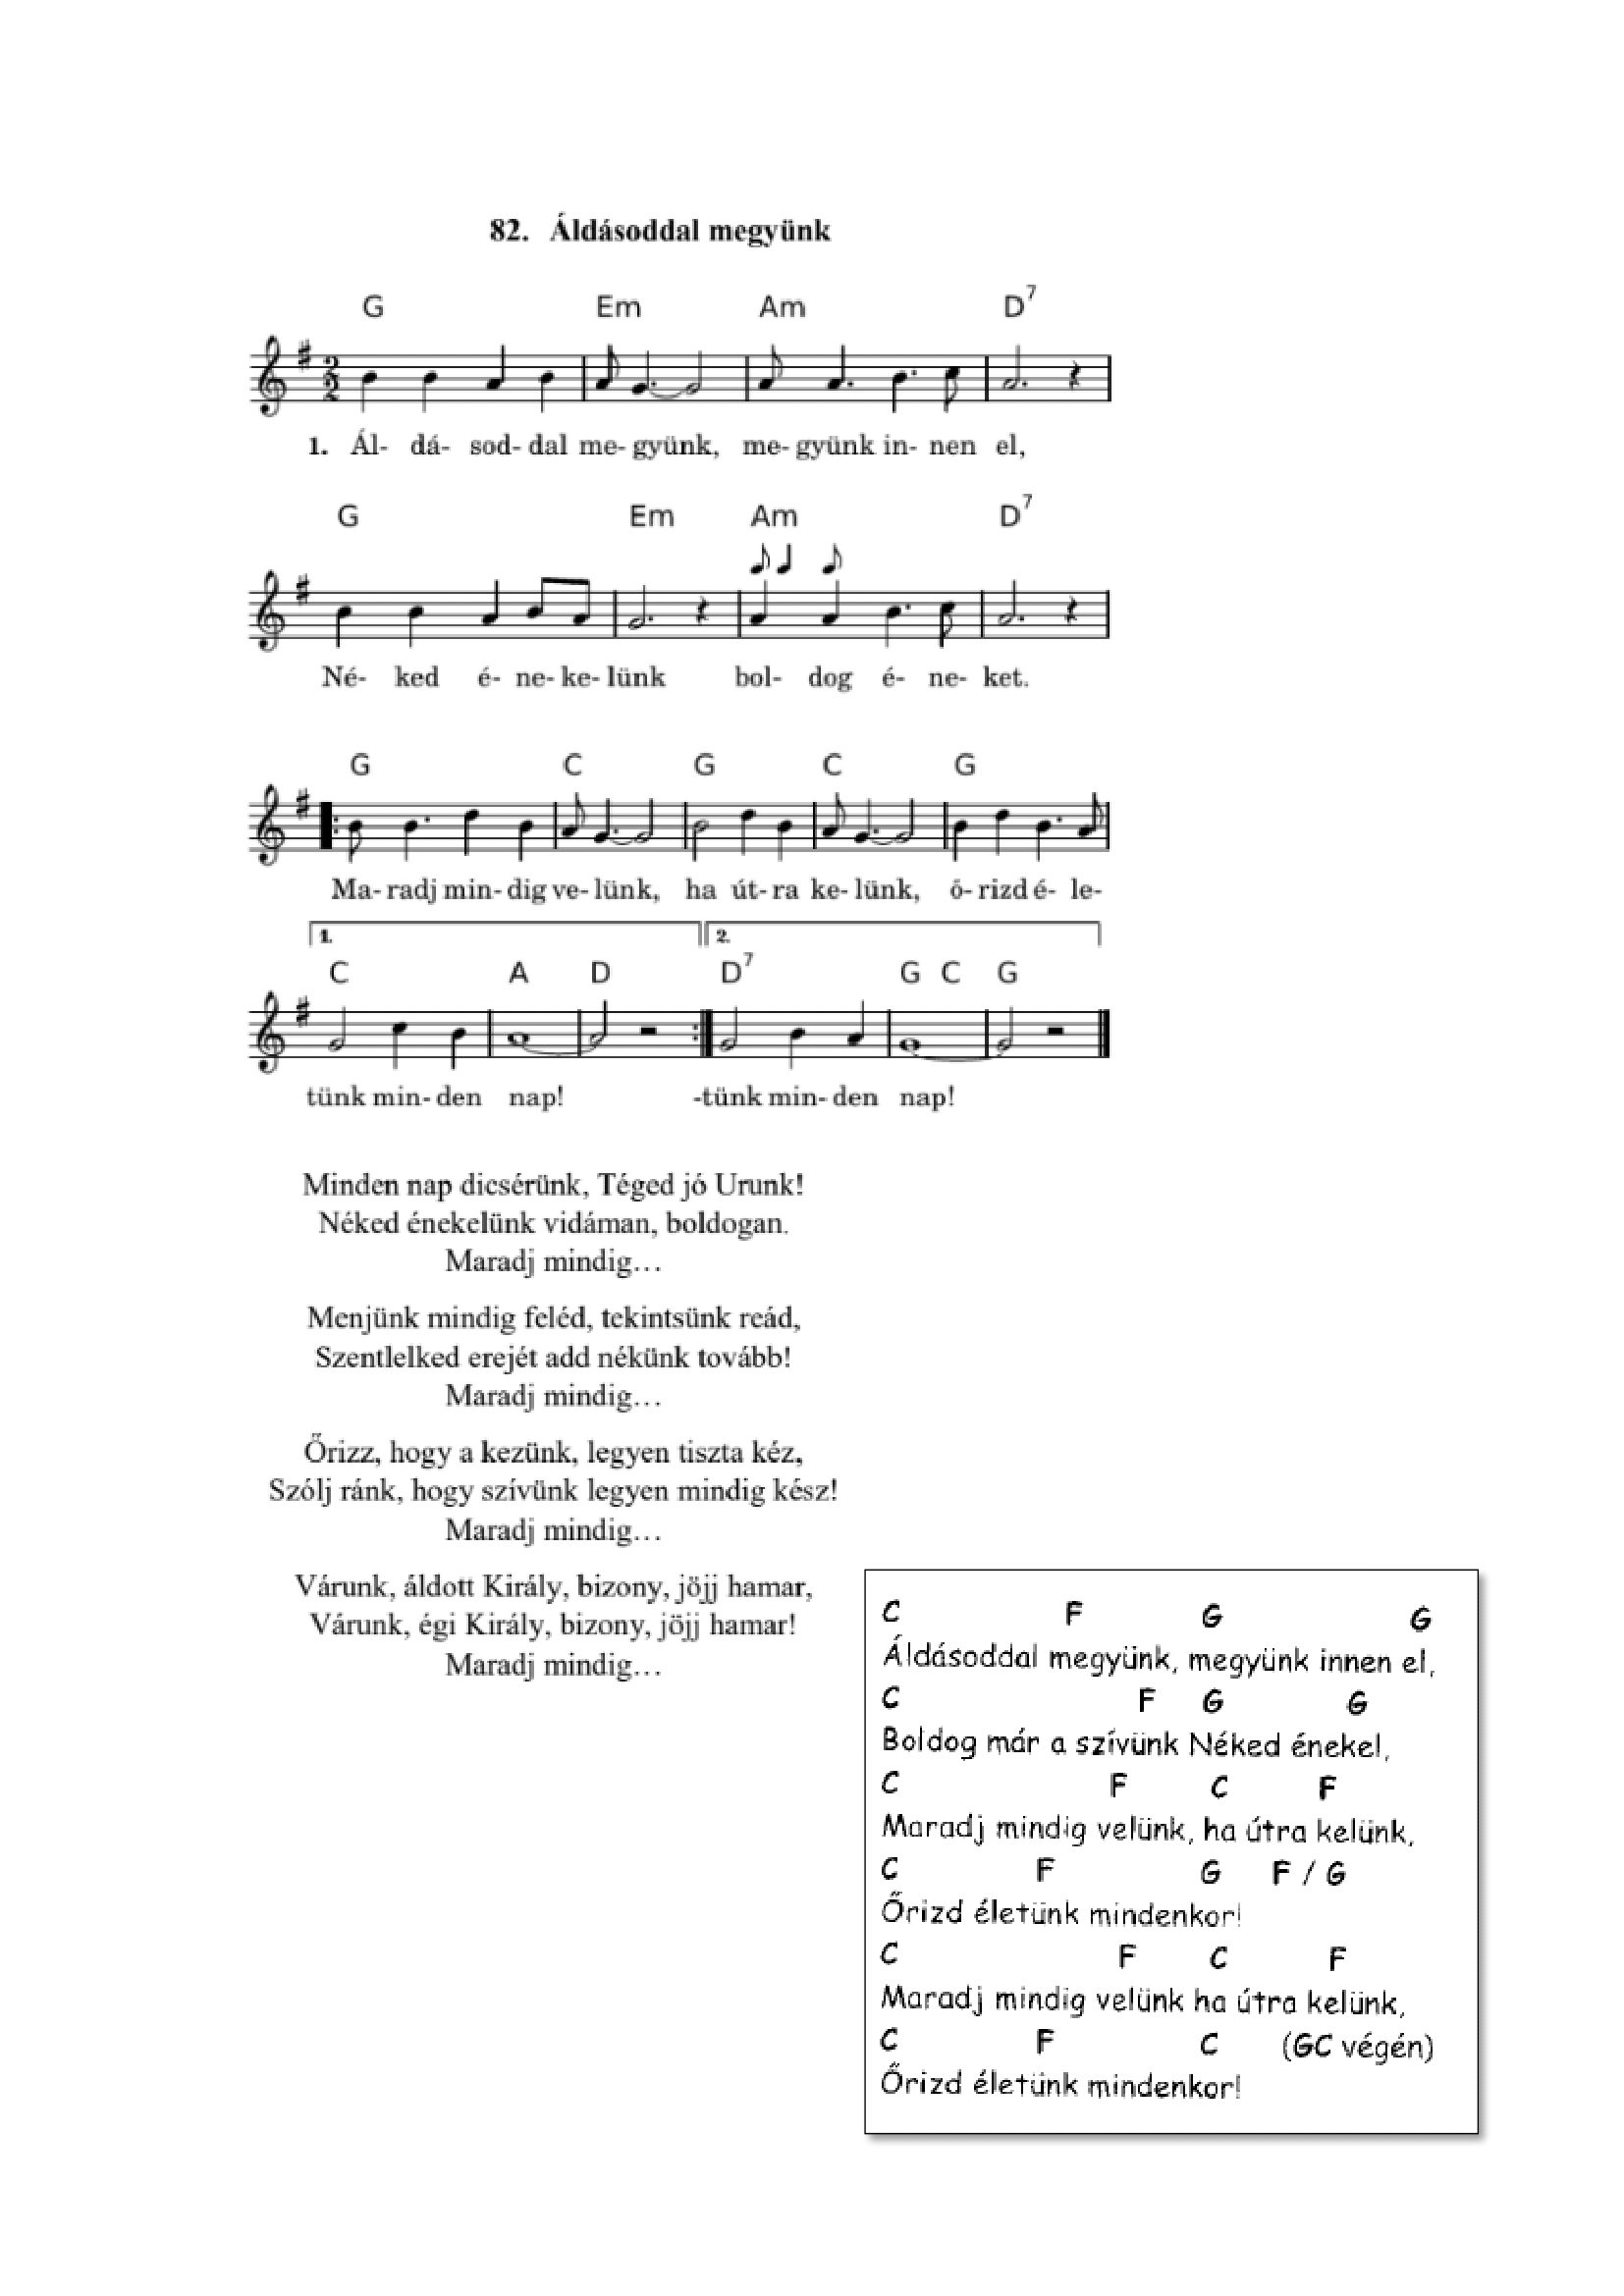 82. Áldásoddal megyünk
G Em Am D7
1. Ál- dá- sod- dal me- gyünk, me- gyünk in- nen el,
G Em Am D7
Né- ked é- ne- ke- lünk bol- dog é- ne- ket.
G C G C G
Ma- radj min- dig ve- lünk, ha út- ra ke- lünk, ő- rizd é- le-
1. 2.
C A D D7 G C G
tünk min- den nap! -tünk min- den nap!
Minden nap dicsérünk, Téged jó Urunk!
Néked énekelünk vidáman, boldogan.
Maradj mindig…
Menjünk mindig feléd, tekintsünk reád,
Szentlelked erejét add nékünk tovább!
Maradj mindig…
Őrizz, hogy a kezünk, legyen tiszta kéz,
Szólj ránk, hogy szívünk legyen mindig kész!
Maradj mindig…
Várunk, áldott Király, bizony, jöjj hamar,
Várunk, égi Király, bizony, jöjj hamar!
Maradj mindig…
C F G G
Áldásoddal megyünk, megyünk innen el,
C F G G
Boldog már a szívünk Néked énekel,
C F C F
Maradj mindig velünk, ha útra kelünk,
C F G F / G
Őrizd életünk mindenkor!
C F C F
Maradj mindig velünk ha útra kelünk,
C F C (GC végén)
Őrizd életünk mindenkor!